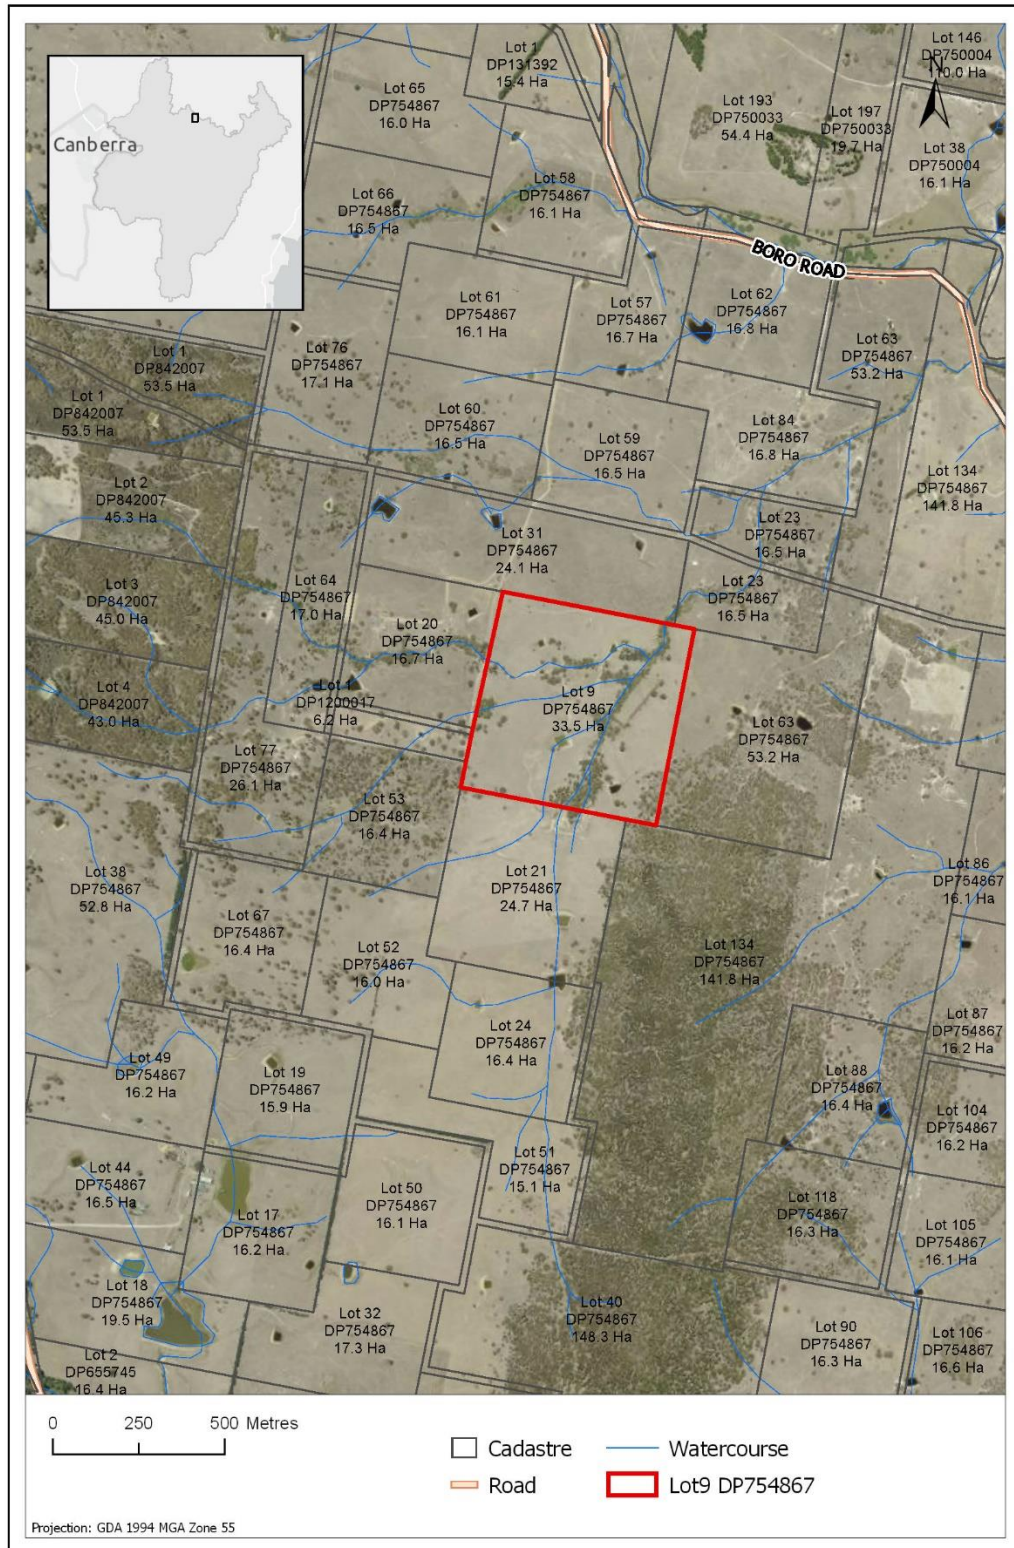 Lot 146
DP750004
110.0 Ha
N
Lot 1
DP131392
15.4 Ha
Lot 65
DP754867
16.0 Ha
Lot 193
DP750033
54.4 Ha
Lot 197
DP750033
19.7 Ha
Lot 38
DP750004
16.1 Ha
Canberra
Lot 66
DP754867
16.5 Ha
Lot 58
DP754867
16.1 Ha
BORO ROAD
Lot 61
DP754867
16.1 Ha
Lot 57
DP754867
16.7 Ha
Lot 62
DP754867
16.8 Ha
Lot 63
DP754867
53.2 Ha
Lot 1
DP842007
53.5 Ha
Lot 76
DP754867
17.1 Ha
Lot 1
DP842007
53.5 Ha
Lot 60
DP754867
16.5 Ha
Lot 59
DP754867
16.5 Ha
Lot 84
DP754867
16.8 Ha
Lot 134
DP754867
141.8 Ha
Lot 2
DP842007
45.3 Ha
Lot 31
DP754867
24.1 Ha
Lot 23
DP754867
16.5 Ha
Lot 3
DP842007
45.0 Ha
Lot 64
DP754867
17.0 Ha
Lot 23
DP754867
16.5 Ha
Lot 20
DP754867
16.7 Ha
Lot 4
DP842007
43.0 Ha
Lot 1
DP1200017
6.2 Ha
Lot 9
DP754867
33.5 Ha
Lot 63
DP754867
53.2 Ha
Lot 77
DP754867
26.1 Ha
Lot 53
DP754867
16.4 Ha
Lot 38
DP754867
52.8 Ha
Lot 21
DP754867
24.7 Ha
Lot 86
DP754867
16.1 Ha
Lot 67
DP754867
16.4 Ha
Lot 52
DP754867
16.0 Ha
Lot 134
DP754867
141.8 Ha
Lot 24
DP754867
16.4 Ha
Lot 87
DP754867
16.2 Ha
Lot 49
DP754867
16.2 Ha
Lot 19
DP754867
15.9 Ha
Lot 88
DP754867
16.4 Ha
Lot 104
DP754867
16.2 Ha
Lot 44
DP754867
16.5 Ha
Lot 51
DP754867
15.1 Ha
Lot 50
DP754867
16.1 Ha
Lot 17
DP754867
16.2 Ha
Lot 118
DP754867
16.3 Ha
Lot 105
DP754867
16.1 Ha
Lot 18
DP754867
19.5 Ha
Lot 32
DP754867
17.3 Ha
Lot 40
DP754867
148.3 Ha
Lot 90
DP754867
16.3 Ha
Lot 106
DP754867
16.6 Ha
Lot 2
DP655745
16.4 Ha
0 250 500 Metres
Cadastre
Watercourse
Road
Lot9 DP754867
Projection: GDA 1994 MGA Zone 55